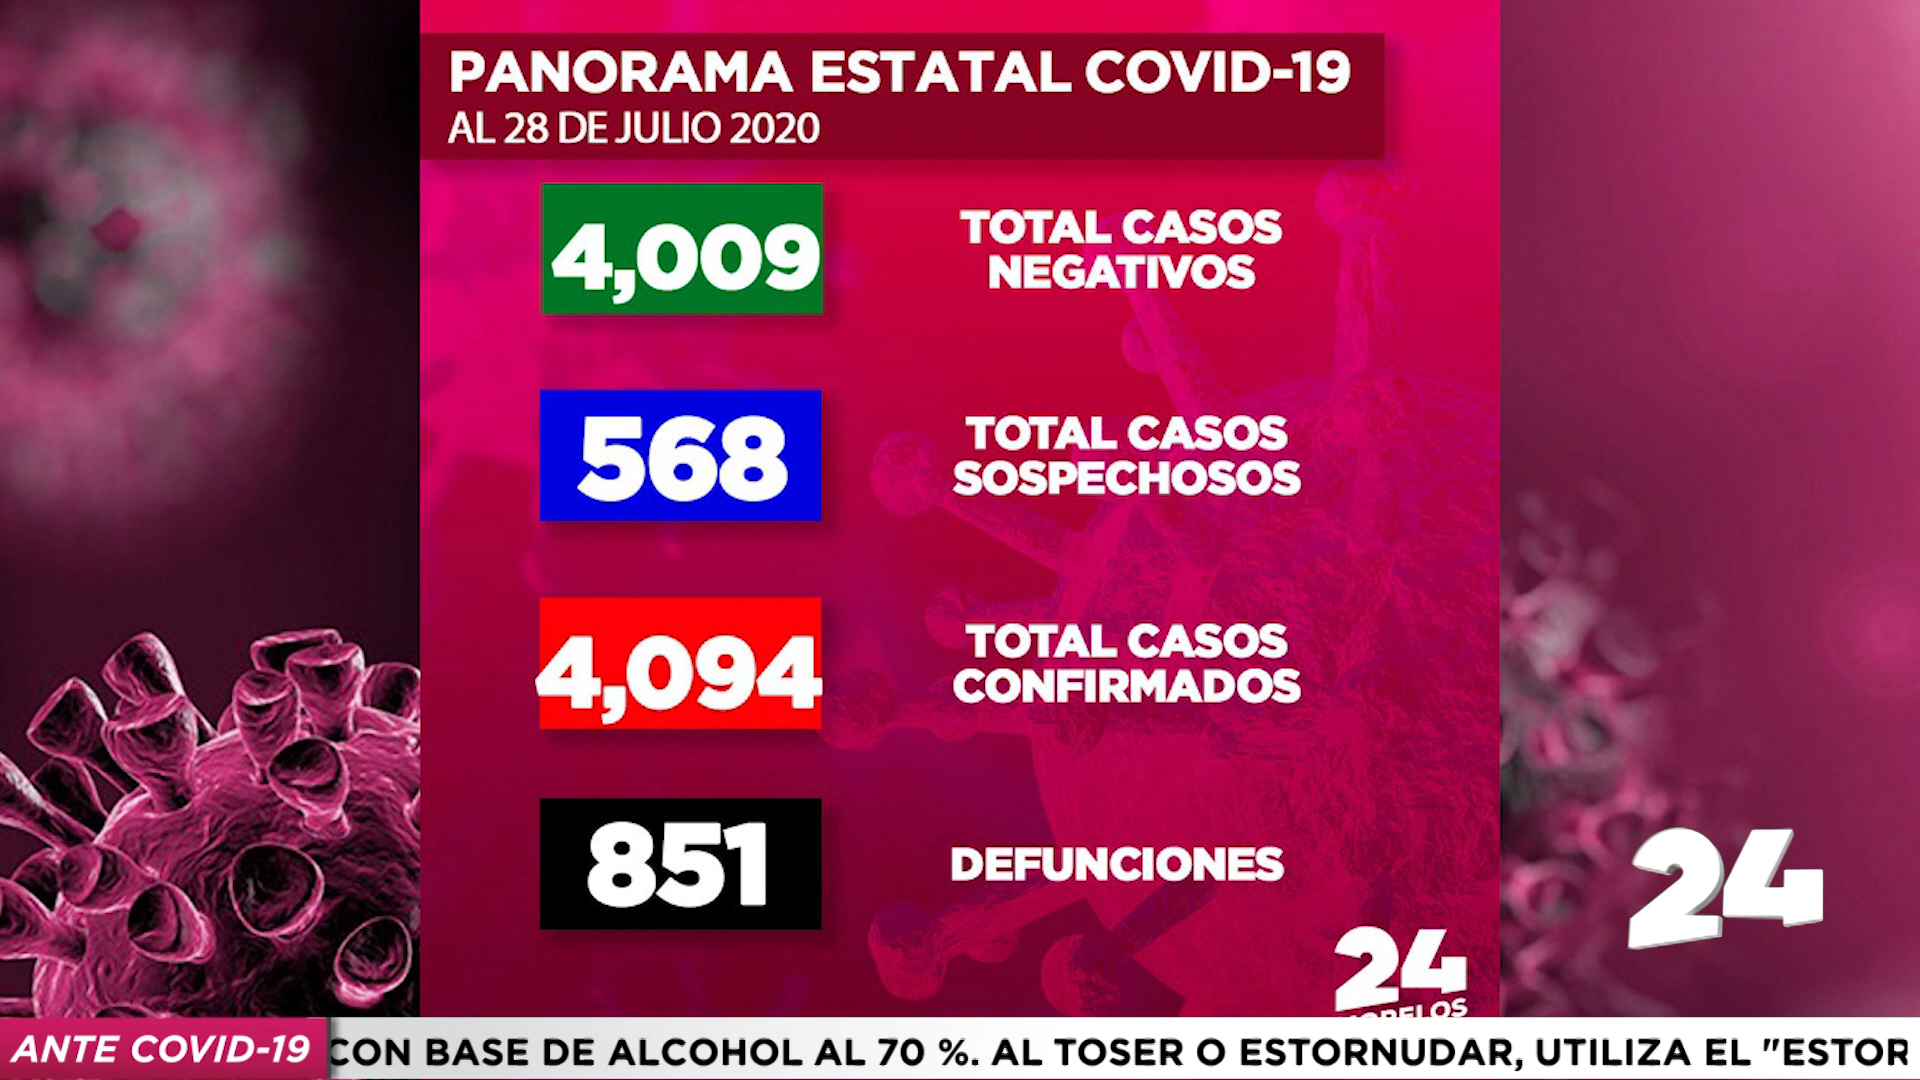 PANORAMA ESTATAL COVID-19
AL 28 DE JULIO 2020
4,009
TOTAL CASOS
NEGATIVOS
568
TOTAL CASOS
SOSPECHOSOS
4,094
TOTAL CASOS
CONFIRMADOS
851
DEFUNCIONES
24
24
MORELOS
ANTE COVID-19
CON BASE DE ALCOHOL AL 70 %. AL TOSER O ESTORNUDAR, UTILIZA EL "ESTOR